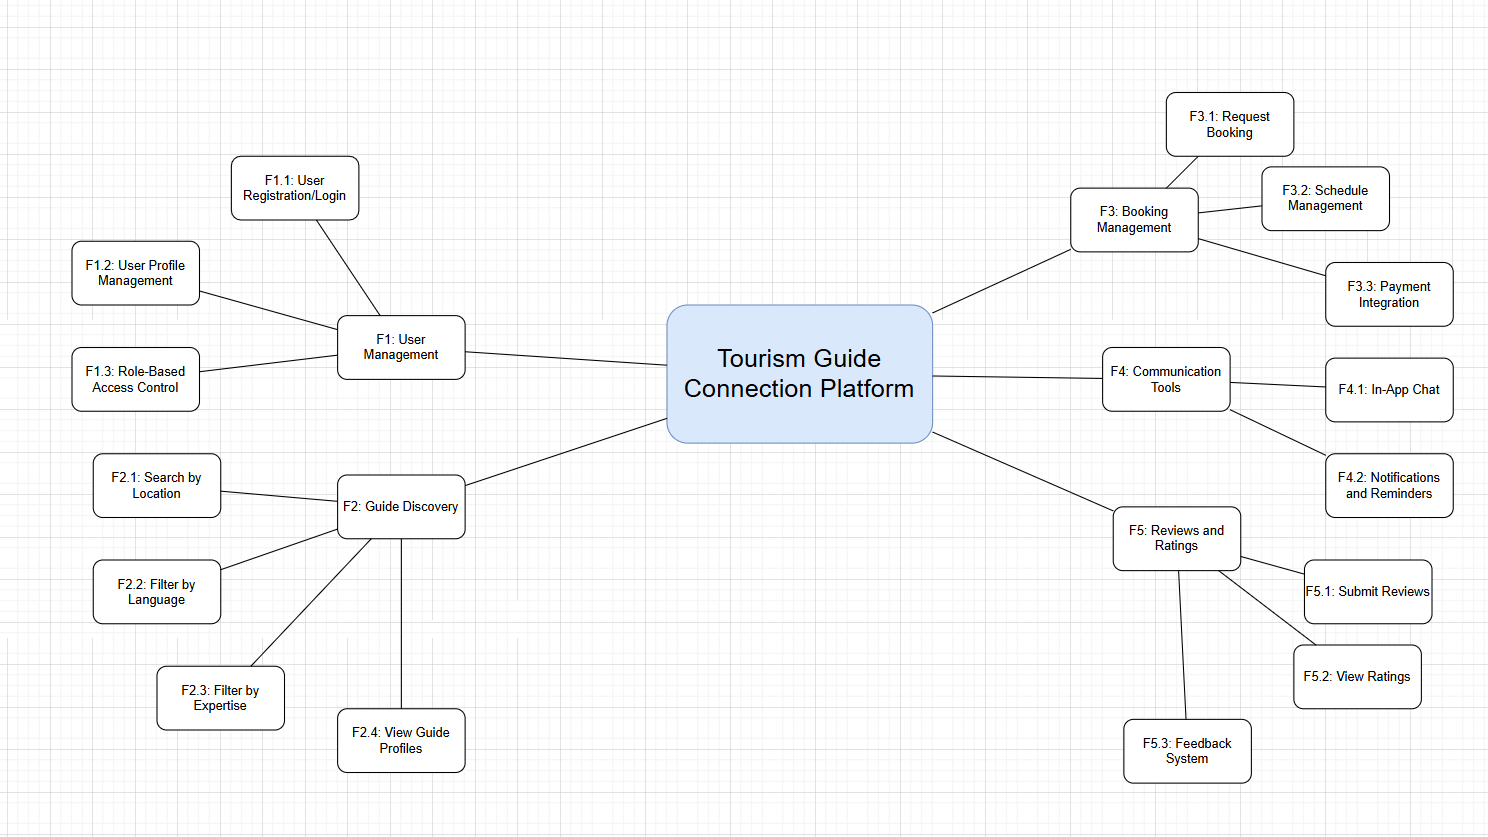 Tourism Guide
Connection Platform
F1: User
Management
F1.1: User
Registration/Login
F1.2: User Profile
Management
F1.3: Role-Based
Access Control
F2: Guide Discovery
F2.1: Search by
Location
F2.2: Filter by
Language
F2.3: Filter by
Expertise
F2.4: View Guide
Profiles
F3: Booking
Management
F3.1: Request
Booking
F3.2: Schedule
Management
F3.3: Payment
Integration
F4: Communication
Tools
F4.1: In-App Chat
F4.2: Notifications
and Reminders
F5: Reviews and
Ratings
F5.1: Submit Reviews
F5.2: View Ratings
F5.3: Feedback
System